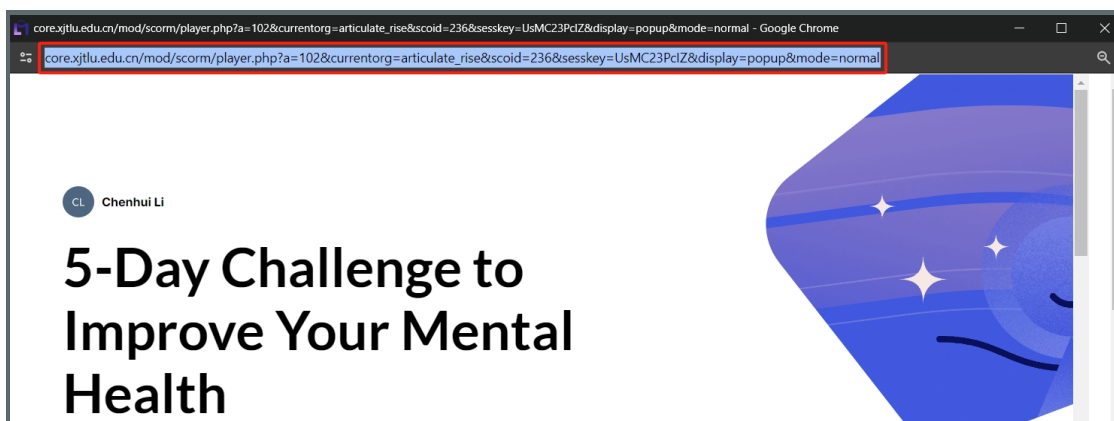 core.xjtlu.edu.cn/mod/scorm/player.php?a=102&currentorg=articulate_rise&scoid=236&sesskey=UsMC23PcIZ&display=popup&mode=normal - Google Chrome
core.xjtlu.edu.cn/mod/scorm/player.php?a=102&currentorg=articulate_rise&scoid=236&sesskey=UsMC23PcIZ&display=popup&mode=normal
CL Chenhui Li
5-Day Challenge to
Improve Your Mental
Health